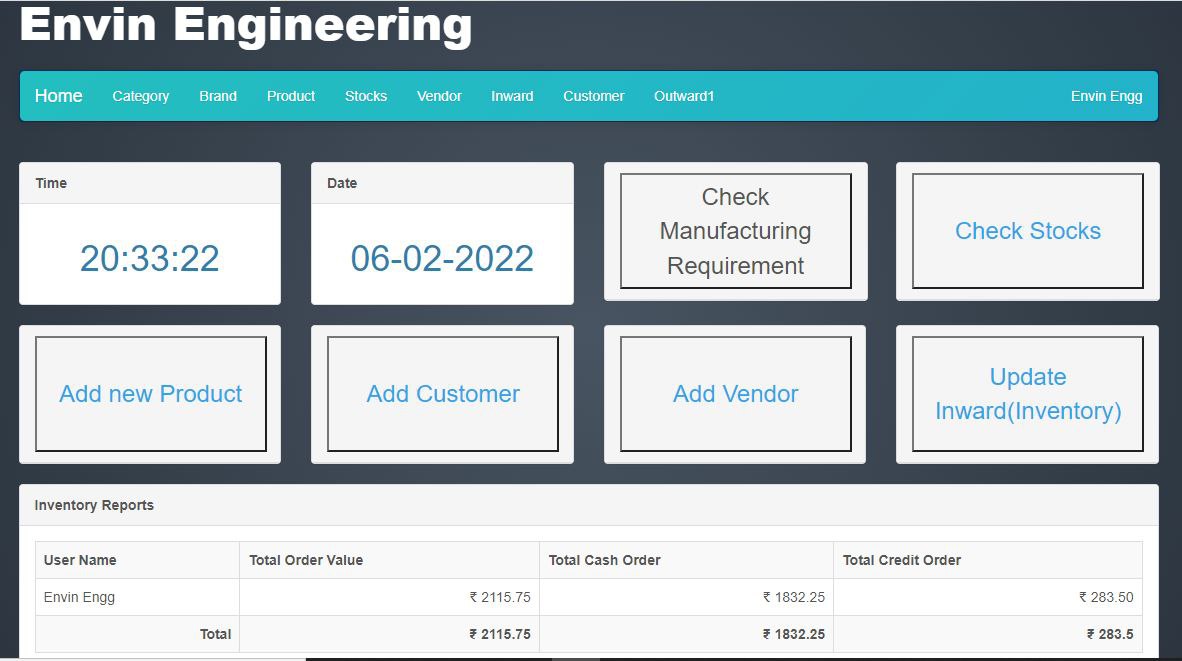 Envin Engineering
Home Category Brand Product Stocks Vendor Inward Customer Outward1 Envin Engg
Time
20:33:22
Date
06-02-2022
Check
Manufacturing
Requirement
Check Stocks
Add new Product
Add Customer
Add Vendor
Update
Inward(Inventory)
Inventory Reports
User Name Total Order Value Total Cash Order Total Credit Order
Envin Engg ₹ 2115.75 ₹ 1832.25 ₹ 283.50
Total ₹ 2115.75 ₹ 1832.25 ₹ 283.5